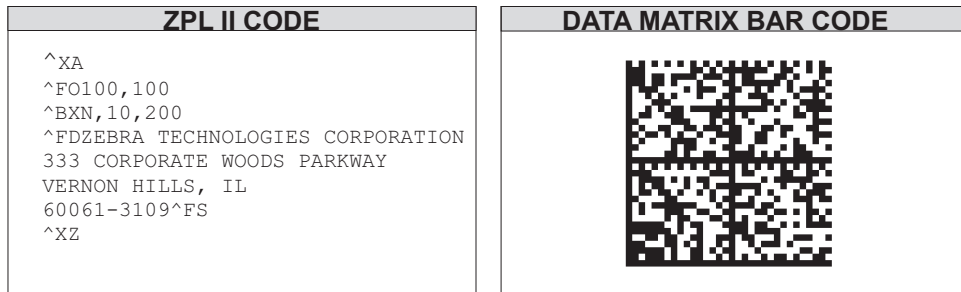 ZPL II CODE
^XA
^FO100,100
^BXN,10,200
^FDZEBRA TECHNOLOGIES CORPORATION
333 CORPORATE WOODS PARKWAY
VERNON HILLS, IL
60061-3109^FS
^XZ
DATA MATRIX BAR CODE